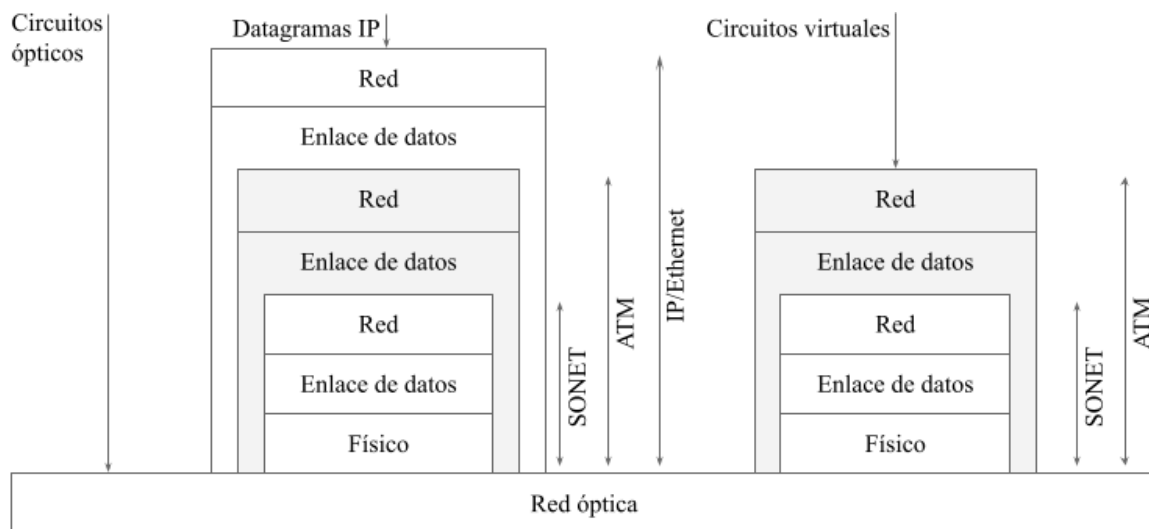 Circuitos
ópticos
Datagramas IP
Circuitos virtuales
Red
Enlace de datos
Red
Enlace de datos
Red
Enlace de datos
Físico
SONET
ATM
IP/Ethernet
Red
Enlace de datos
Red
Enlace de datos
Físico
SONET
ATM
Red óptica